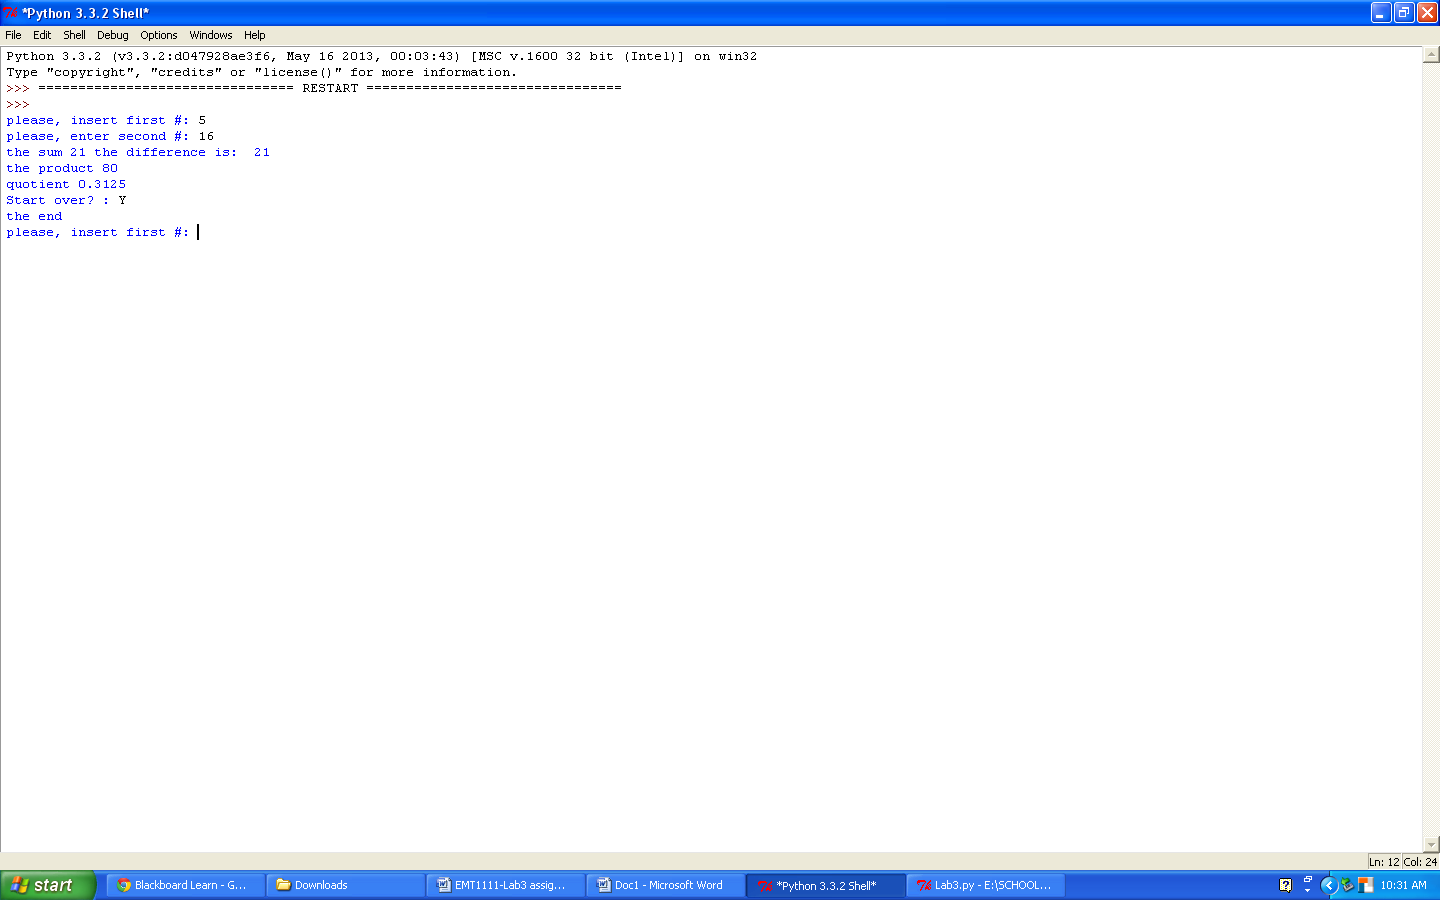 *Python 3.3.2 Shell*
File Edit Shell Debug Options Windows Help
Python 3.3.2 (v3.3.2:d047928ae3f6, May 16 2013, 00:03:43) [MSC v.1600 32 bit (Intel)] on win32
Type "copyright", "credits" or "license()" for more information.
>>> ================================ RESTART ================================
>>>
please, insert first #: 5
please, enter second #: 16
the sum 21 the difference is:  21
the product 80
quotient 0.3125
Start over? : Y
the end
please, insert first #:
Ln: 12 Col: 24
start Blackboard Learn - G... Downloads EMT1111-Lab3 assig... Doc1 - Microsoft Word *Python 3.3.2 Shell* Lab3.py - E:\SCHOOL... 10:31 AM